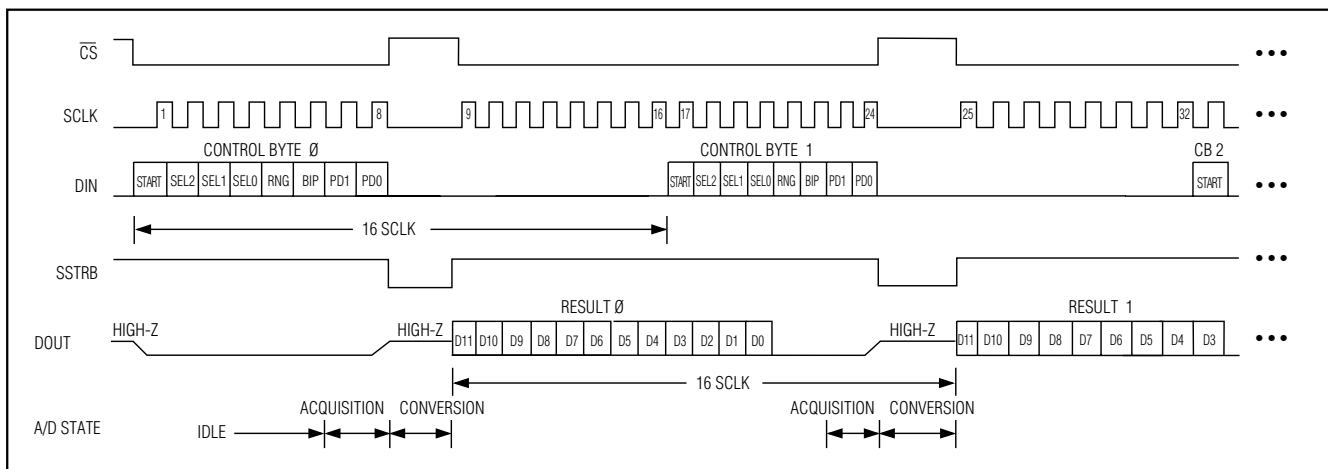 CS •••
SCLK 1 8 9 16 17 24 25 32 •••
CONTROL BYTE Ø CONTROL BYTE 1 CB 2
DIN START SEL2 SEL1 SEL0 RNG BIP PD1 PD0 START SEL2 SEL1 SEL0 RNG BIP PD1 PD0 START •••
16 SCLK
SSTRB •••
RESULT Ø RESULT 1
HIGH-Z HIGH-Z HIGH-Z
DOUT D11 D10 D9 D8 D7 D6 D5 D4 D3 D2 D1 D0 D11 D10 D9 D8 D7 D6 D5 D4 D3 •••
16 SCLK
ACQUISITION CONVERSION ACQUISITION CONVERSION
A/D STATE IDLE